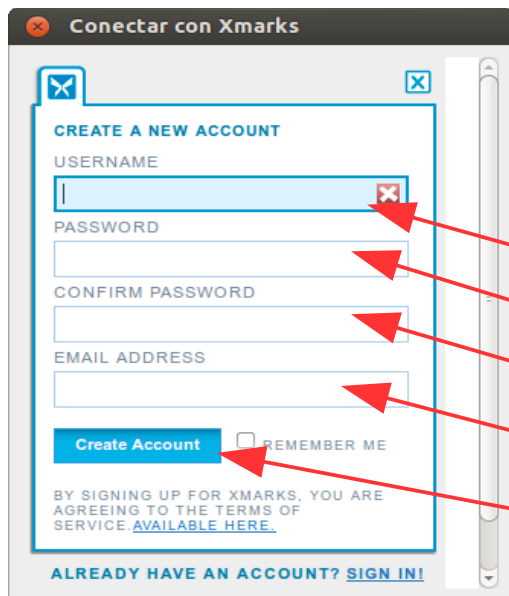 Conectar con Xmarks
CREATE A NEW ACCOUNT
USERNAME
PASSWORD
CONFIRM PASSWORD
EMAIL ADDRESS
Create Account REMEMBER ME
BY SIGNING UP FOR XMARKS, YOU ARE
AGREEING TO THE TERMS OF
SERVICE.AVAILABLE HERE.
ALREADY HAVE AN ACCOUNT? SIGN IN!